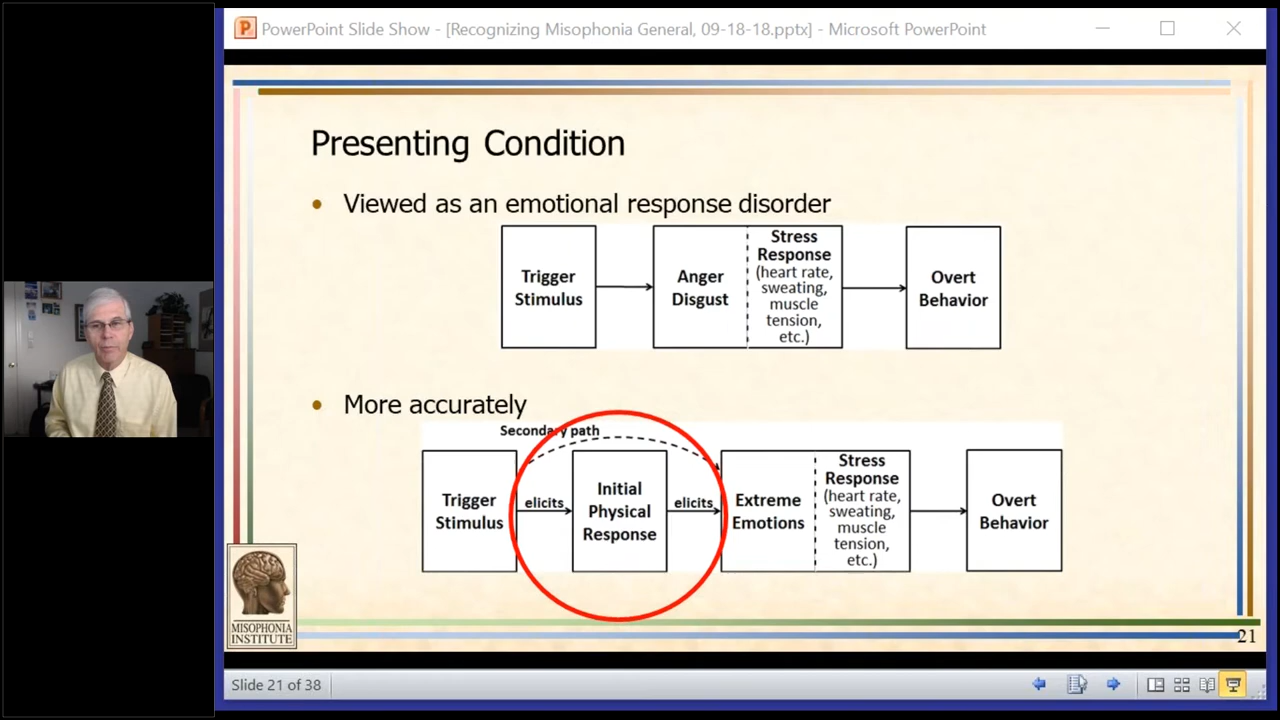 PowerPoint Slide Show - [Recognizing Misophonia General, 09-18-18.pptx] - Microsoft PowerPoint
Presenting Condition
• Viewed as an emotional response disorder
Trigger
Stimulus
Anger
Disgust
Stress
Response
(heart rate,
sweating,
muscle
tension,
etc.)
Overt
Behavior
• More accurately
Secondary path
Trigger
Stimulus
elicits
Initial
Physical
Response
elicits
Extreme
Emotions
Stress
Response
(heart rate,
sweating,
muscle
tension,
etc.)
Overt
Behavior
MISOPHONIA
INSTITUTE
21
Slide 21 of 38